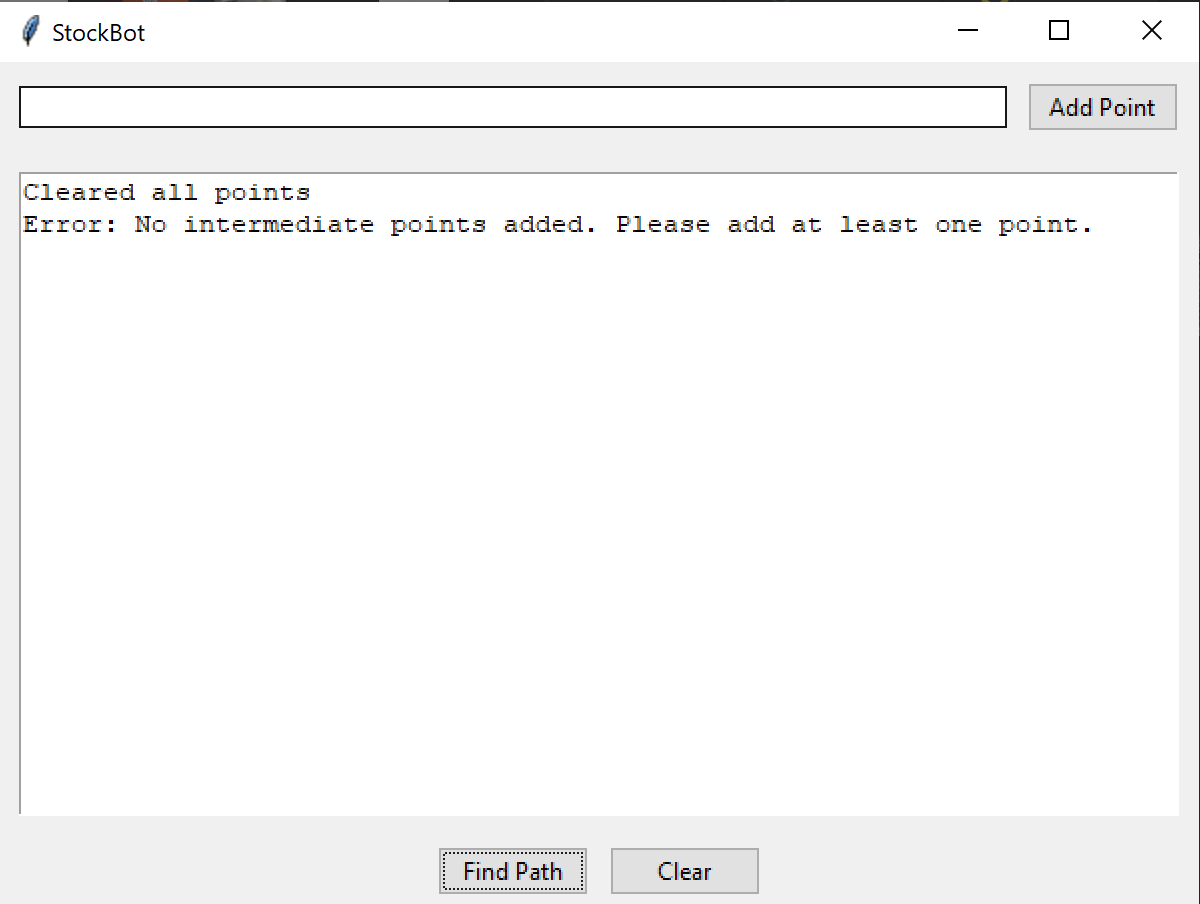 StockBot
Add Point
Cleared all points
Error: No intermediate points added. Please add at least one point.
Find Path
Clear